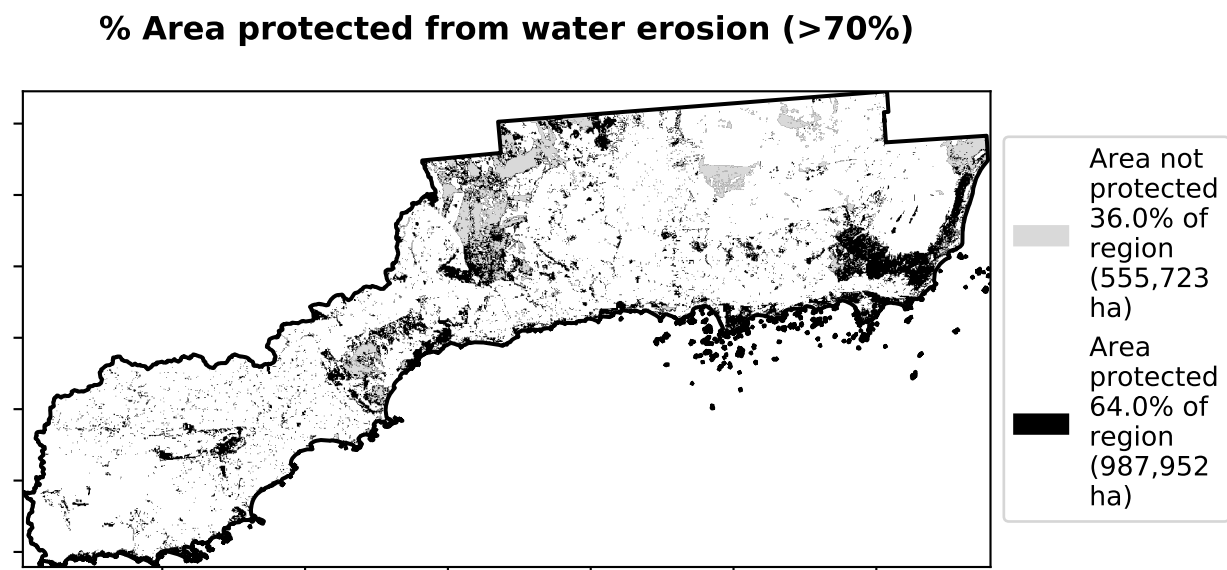 % Area protected from water erosion (>70%)
Area not
protected
36.0% of
region
(555,723
ha)
Area
protected
64.0% of
region
(987,952
ha)